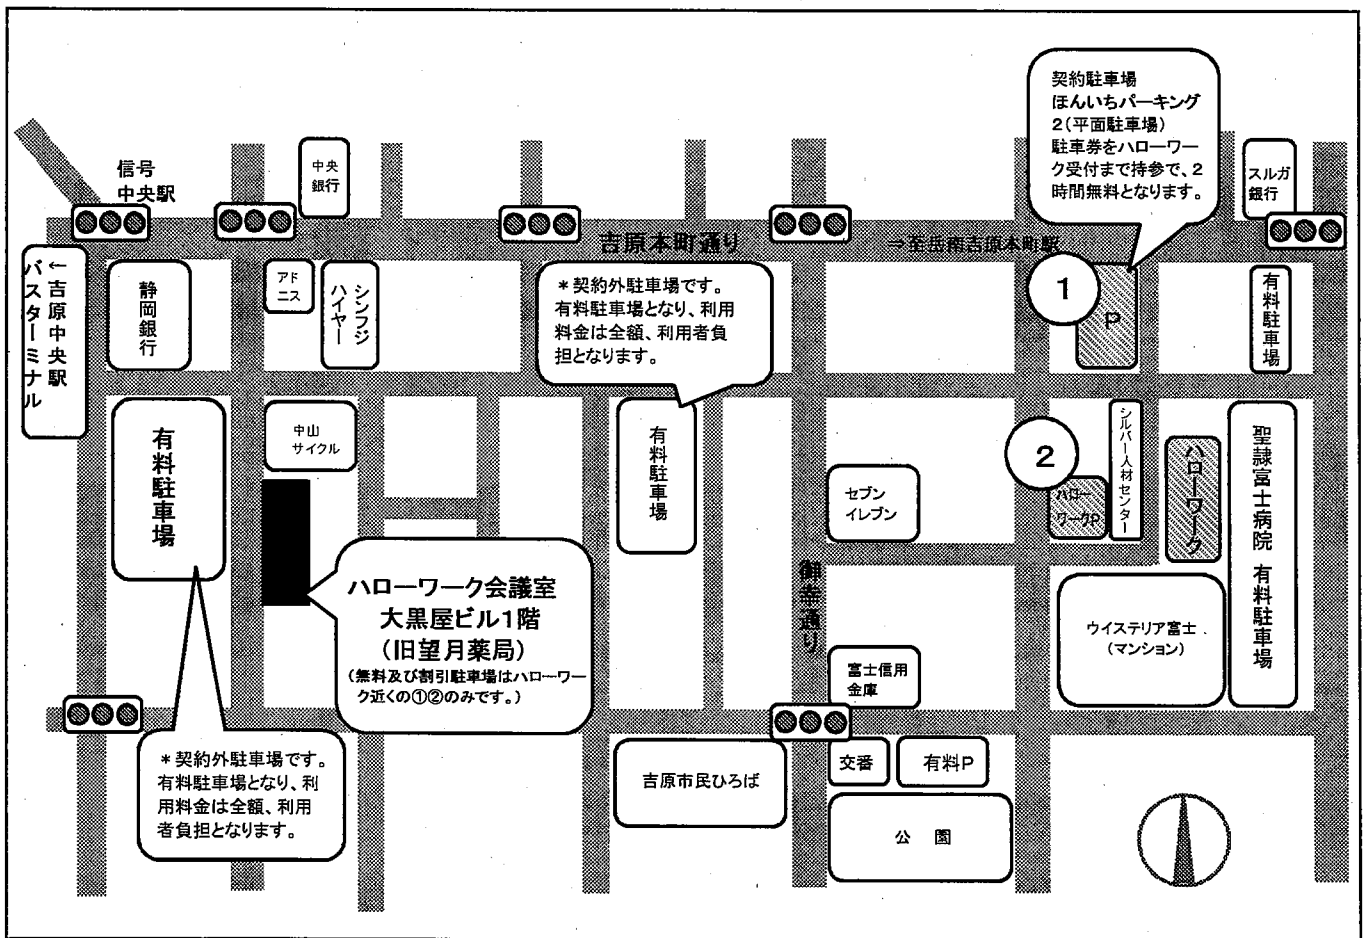 契約駐車場
ほんいちパーキング
2(平面駐車場)
駐車券をハローワー
ク受付まで持参で、2
時間無料となります。
信号
中央駅
中央
銀行
スルガ
銀行
吉原本町通り
⇒至岳南吉原本町駅
←吉原中央駅
バスターミナル
静岡銀行
アド
ニス
シンフジ
ハイヤー
*契約外駐車場です。
有料駐車場となり、利用
料金は全額、利用者負
担となります。
1
P
有料駐車場
有料駐車場
中山
サイクル
有料駐車場
セブン
イレブン
2
ハロー
ワークP
シルバー人材センター
ハローワーク
聖隷富士病院 有料駐車場
ハローワーク会議室
大黒屋ビル1階
(旧望月薬局)
(無料及び割引駐車場はハローワー
ク近くの①②のみです。)
御幸通り
ウイステリア富士
(マンション)
富士信用
金庫
*契約外駐車場です。
有料駐車場となり、利
用料金は全額、利用
者負担となります。
吉原市民ひろば
交番
有料P
公 園